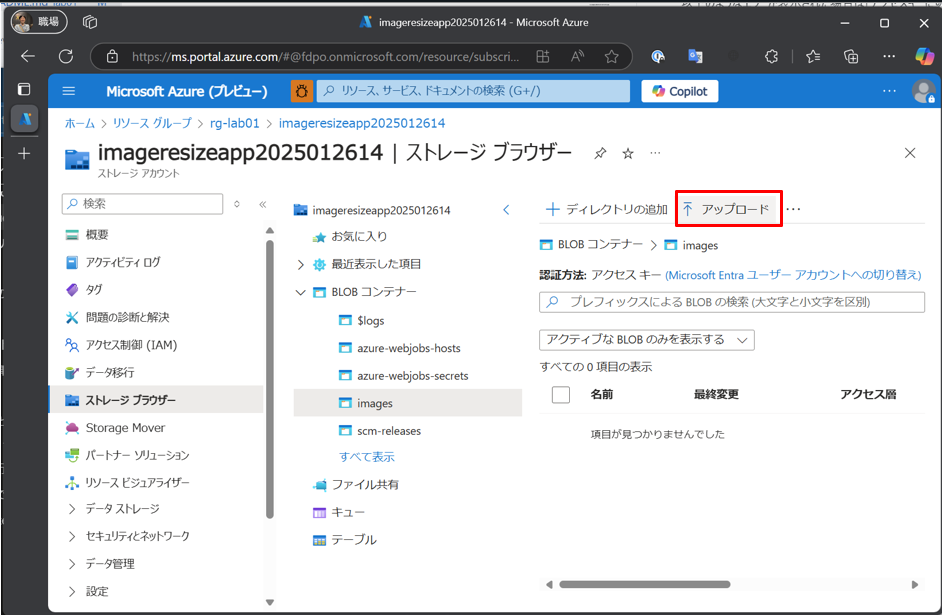 職場
imageresizeapp2025012614 - Microsoft Azure
https://ms.portal.azure.com/#@fdpo.onmicrosoft.com/resource/subscri...
Microsoft Azure (プレビュー)
リソース、サービス、ドキュメントの検索 (G+/)
Copilot
ホーム > リソース グループ > rg-lab01 > imageresizeapp2025012614
imageresizeapp2025012614 | ストレージ ブラウザー
ストレージ アカウント
検索
概要
アクティビティ ログ
タグ
問題の診断と解決
アクセス制御 (IAM)
データ移行
ストレージ ブラウザー
Storage Mover
パートナー ソリューション
リソース ビジュアライザー
データ ストレージ
セキュリティとネットワーク
データ管理
設定
imageresizeapp2025012614
お気に入り
最近表示した項目
BLOB コンテナー
$logs
azure-webjobs-hosts
azure-webjobs-secrets
images
scm-releases
すべて表示
ファイル共有
キュー
テーブル
ディレクトリの追加
アップロード
BLOB コンテナー > images
認証方法: アクセス キー (Microsoft Entra ユーザー アカウントへの切り替え)
プレフィックスによる BLOB の検索 (大文字と小文字を区別)
アクティブな BLOB のみを表示する
すべての 0 項目の表示
名前 最終変更 アクセス層
項目が見つかりませんでした